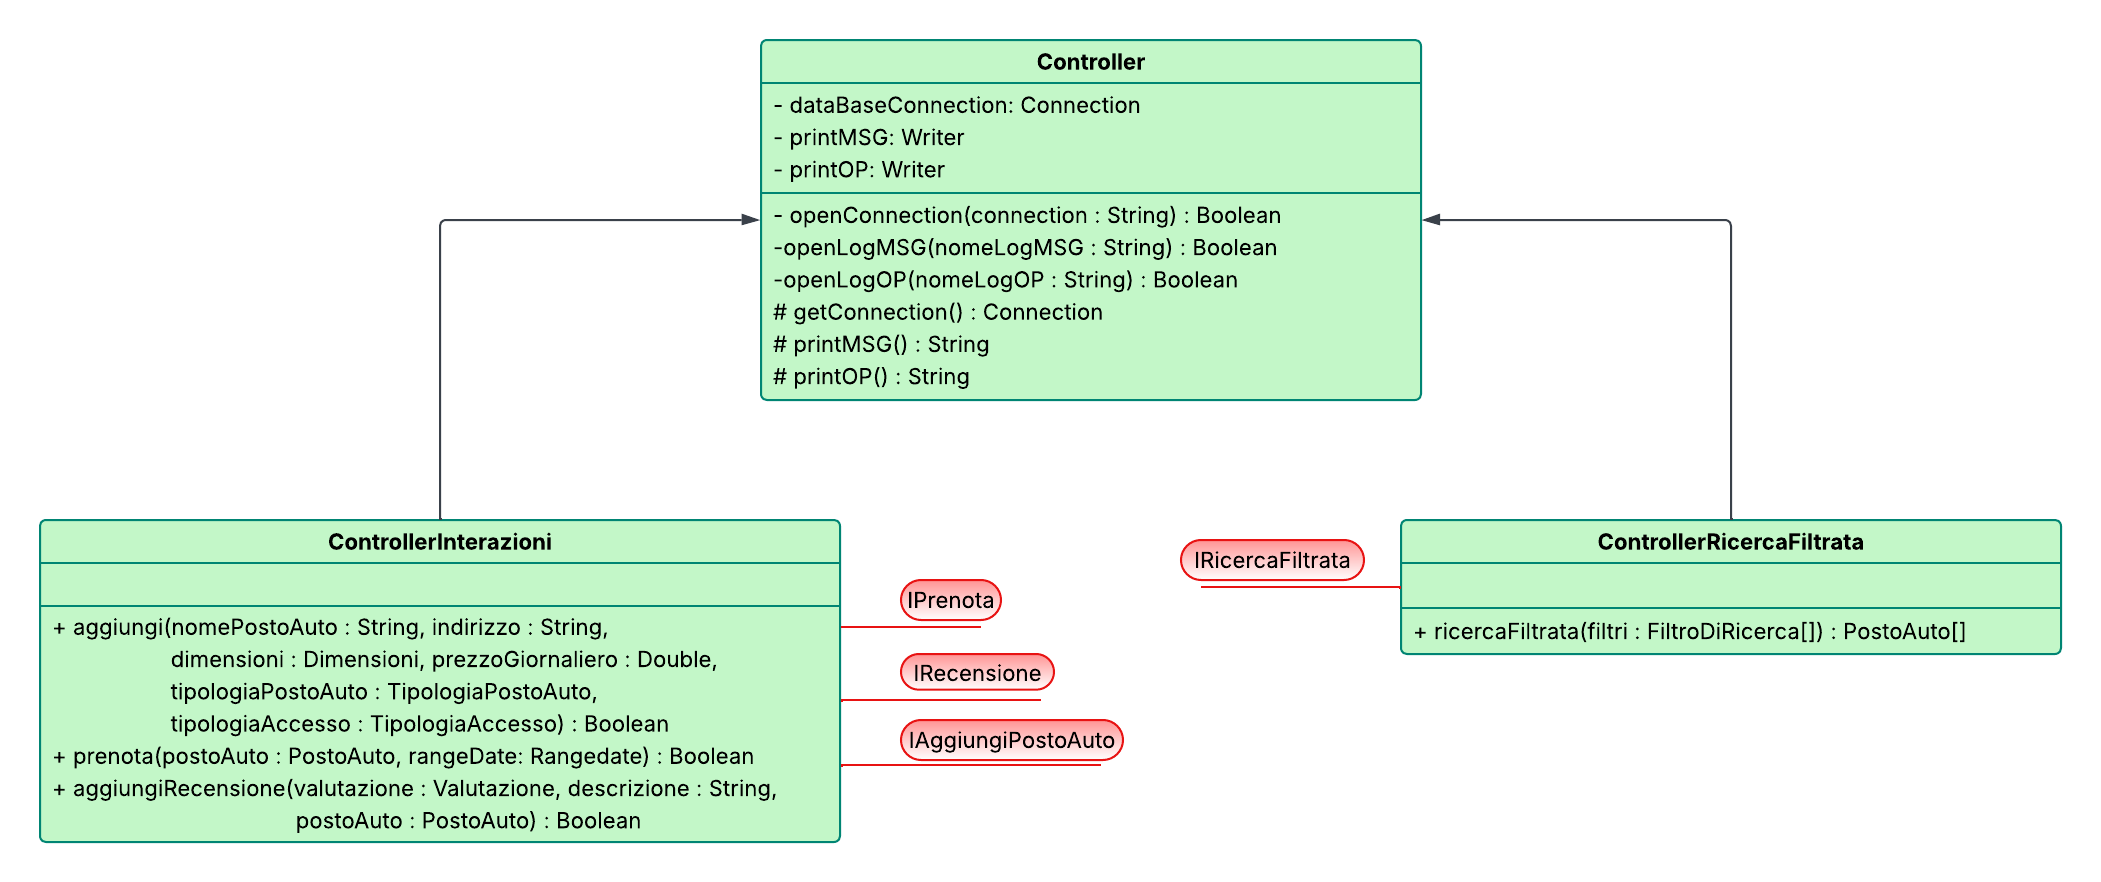 Controller
- dataBaseConnection: Connection
- printMSG: Writer
- printOP: Writer
- openConnection(connection : String) : Boolean
-openLogMSG(nomeLogMSG : String) : Boolean
-openLogOP(nomeLogOP : String) : Boolean
# getConnection() : Connection
# printMSG() : String
# printOP() : String
ControllerInterazioni
+ aggiungi(nomePostoAuto : String, indirizzo : String,
dimensioni : Dimensioni, prezzoGiornaliero : Double,
tipologiaPostoAuto : TipologiaPostoAuto,
tipologiaAccesso : TipologiaAccesso) : Boolean
+ prenota(postoAuto : PostoAuto, rangeDate: Rangedate) : Boolean
+ aggiungiRecensione(valutazione : Valutazione, descrizione : String,
postoAuto : PostoAuto) : Boolean
IPrenota
IRecensione
IAggiungiPostoAuto
IRicercaFiltrata
ControllerRicercaFiltrata
+ ricercaFiltrata(filtri : FiltroDiRicerca[]) : PostoAuto[]